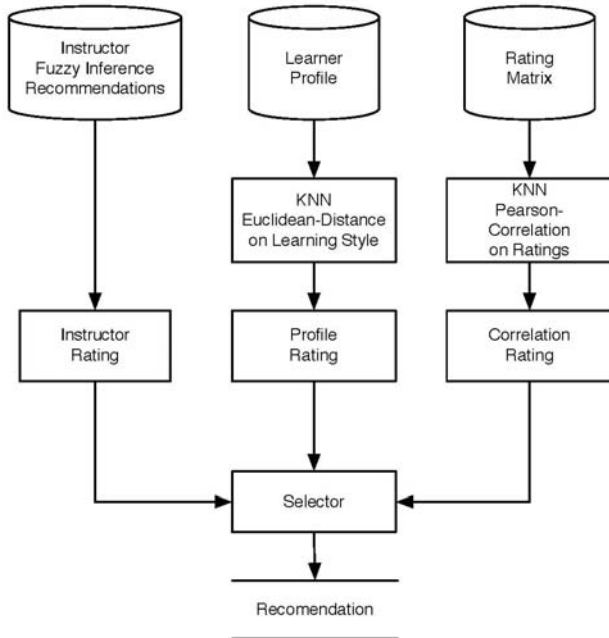 Instructor
Fuzzy Inference
Recommendations
Learner
Profile
Rating
Matrix
KNN
Euclidean-Distance
on Learning Style
KNN
Pearson-
Correlation
on Ratings
Instructor
Rating
Profile
Rating
Correlation
Rating
Selector
Recomendation